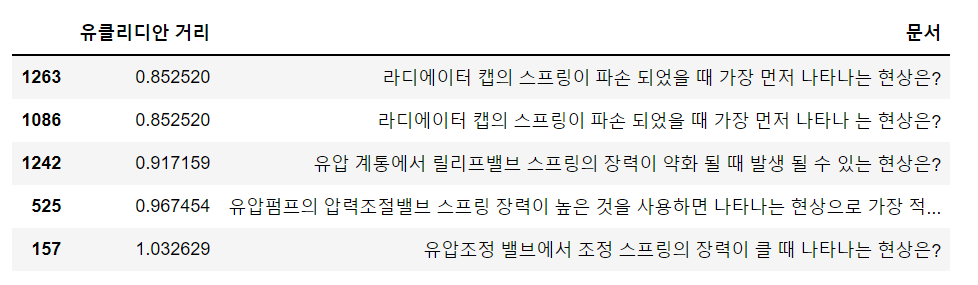 유클리디안 거리 문서
1263 0.852520 라디에이터 캡의 스프링이 파손 되었을 때 가장 먼저 나타나는 현상은?
1086 0.852520 라디에이터 캡의 스프링이 파손 되었을 때 가장 먼저 나타나 는 현상은?
1242 0.917159 유압 계통에서 릴리프밸브 스프링의 장력이 약화 될 때 발생 될 수 있는 현상은?
525 0.967454 유압펌프의 압력조절밸브 스프링 장력이 높은 것을 사용하면 나타나는 현상으로 가장 적...
157 1.032629 유압조정 밸브에서 조정 스프링의 장력이 클 때 나타나는 현상은?